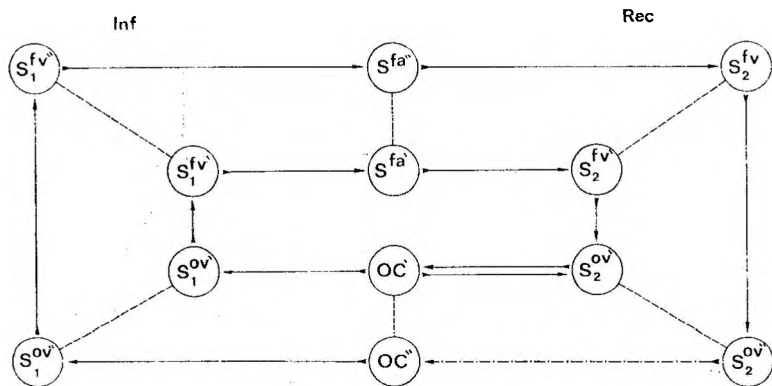 Inf Rec
S₁ᶠᵛ" Sᶠᵃ" S₂ᶠᵛ
S₁ᶠᵛ' Sᶠᵃ' S₂ᶠᵛ'
S₁ᵒᵛ' OC' S₂ᵒᵛ'
S₁ᵒᵛ" OC" S₂ᵒᵛ"